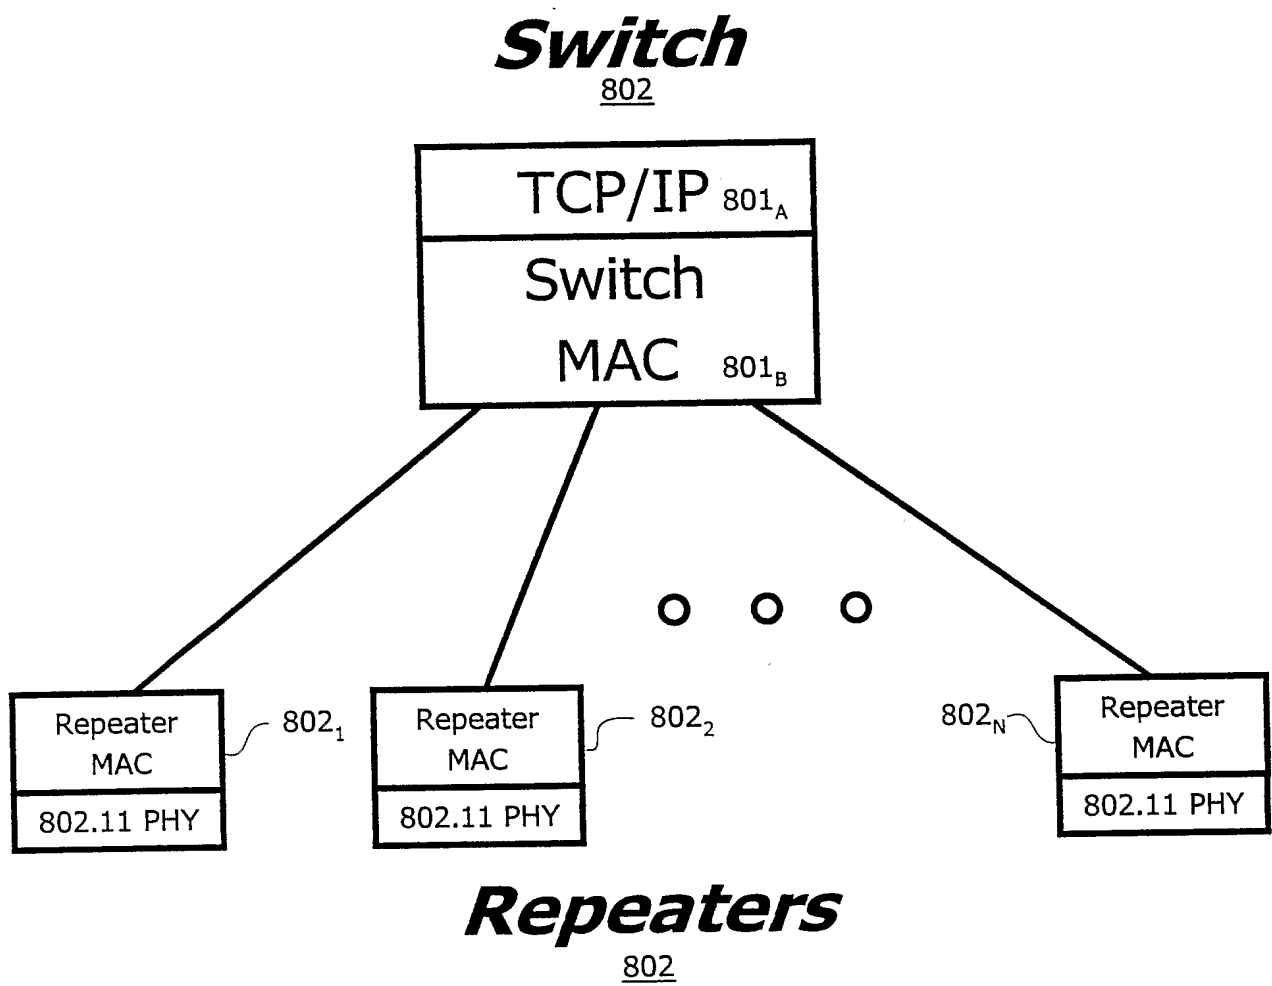 Switch
802
TCP/IP 801A
Switch
MAC 801B
Repeater
MAC
802.11 PHY
802₁
Repeater
MAC
802.11 PHY
802₂
802N
Repeater
MAC
802.11 PHY
Repeaters
802